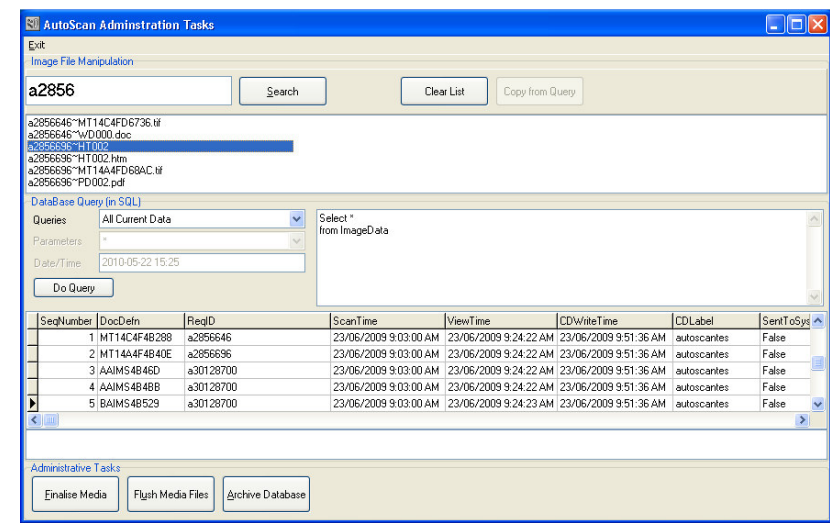 AutoScan Adminstration Tasks
Exit
Image File Manipulation
a2856 Search Clear List Copy from Query
a2856646~MT14C4FD6736.tif
a2856646~WD000.doc
a2856696~HT002
a2856696~HT002.htm
a2856696~MT14A4FD68AC.tif
a2856696~PD002.pdf
DataBase Query (in SQL)
Queries All Current Data Select *
from ImageData
Parameters *
Date/Time 2010-05-22 15:25
Do Query
SeqNumber DocDefn ReqID ScanTime ViewTime CDWriteTime CDLabel SentToSys
1 MT14C4F4B288 a2856646 23/06/2009 9:03:00 AM 23/06/2009 9:24:22 AM 23/06/2009 9:51:36 AM autoscantes False
2 MT14A4F4B40E a2856696 23/06/2009 9:03:00 AM 23/06/2009 9:24:22 AM 23/06/2009 9:51:36 AM autoscantes False
3 AAIMS4B46D a30128700 23/06/2009 9:03:00 AM 23/06/2009 9:24:22 AM 23/06/2009 9:51:36 AM autoscantes False
4 AAIMS4B4BB a30128700 23/06/2009 9:03:00 AM 23/06/2009 9:24:22 AM 23/06/2009 9:51:36 AM autoscantes False
5 BAIMS4B529 a30128700 23/06/2009 9:03:00 AM 23/06/2009 9:24:23 AM 23/06/2009 9:51:36 AM autoscantes False
Administrative Tasks
Finalise Media Flush Media Files Archive Database